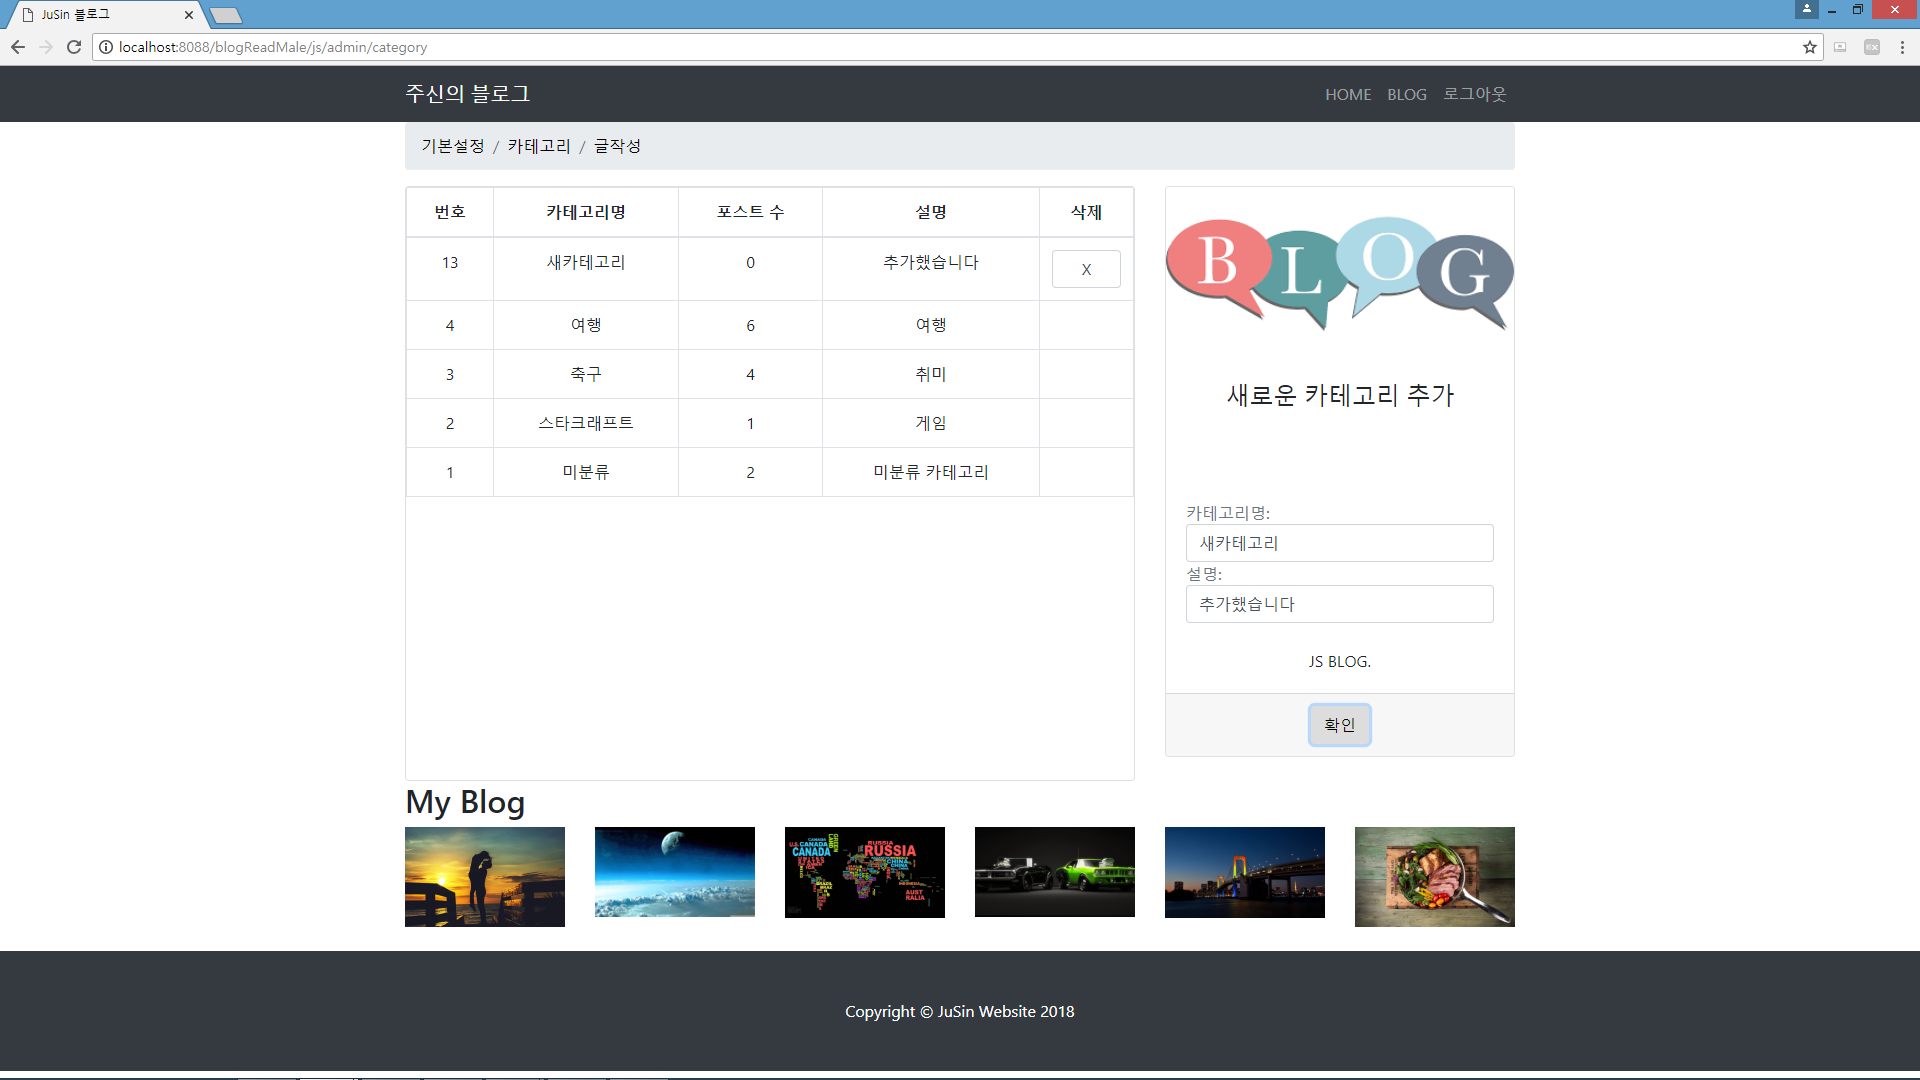 JuSin 블로그
localhost:8088/blogReadMale/js/admin/category
주신의 블로그 HOME BLOG 로그아웃
기본설정 / 카테고리 / 글작성
번호 카테고리명 포스트 수 설명 삭제
13 새카테고리 0 추가했습니다 X
4 여행 6 여행
3 축구 4 취미
2 스타크래프트 1 게임
1 미분류 2 미분류 카테고리
BLOG
새로운 카테고리 추가
카테고리명:
새카테고리
설명:
추가했습니다
JS BLOG.
확인
My Blog
CANADA
CANADA
CANADA
RUSSIA
RUSSIA
CHINA
CHINA
AUST
RALIA
Copyright © JuSin Website 2018